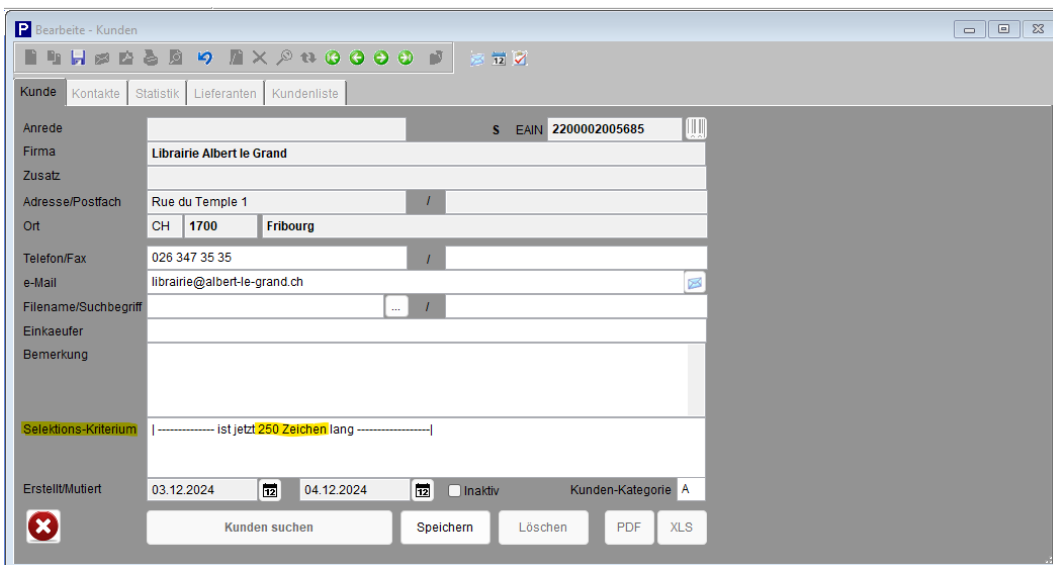 P Bearbeite - Kunden
12
Kunde Kontakte Statistik Lieferanten Kundenliste
Anrede S EAIN 2200002005685
Firma Librairie Albert le Grand
Zusatz
Adresse/Postfach Rue du Temple 1 /
Ort CH 1700 Fribourg
Telefon/Fax 026 347 35 35 /
e-Mail librairie@albert-le-grand.ch
Filename/Suchbegriff ... /
Einkaeufer
Bemerkung
Selektions-Kriterium | -------------- ist jetzt 250 Zeichen lang ------------------|
Erstellt/Mutiert 03.12.2024 12 04.12.2024 12 Inaktiv Kunden-Kategorie A
Kunden suchen Speichern Löschen PDF XLS